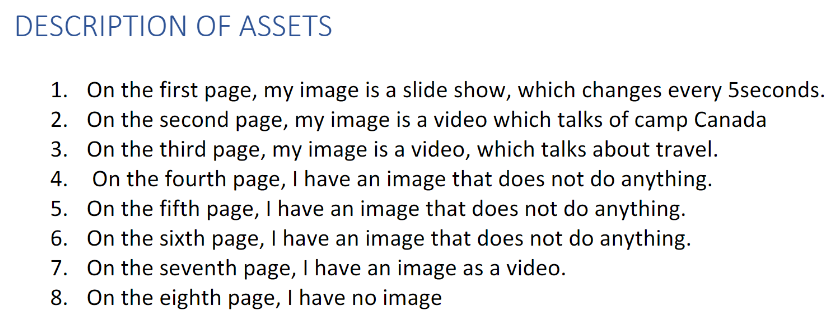 DESCRIPTION OF ASSETS
1. On the first page, my image is a slide show, which changes every 5seconds.
2. On the second page, my image is a video which talks of camp Canada
3. On the third page, my image is a video, which talks about travel.
4. On the fourth page, I have an image that does not do anything.
5. On the fifth page, I have an image that does not do anything.
6. On the sixth page, I have an image that does not do anything.
7. On the seventh page, I have an image as a video.
8. On the eighth page, I have no image